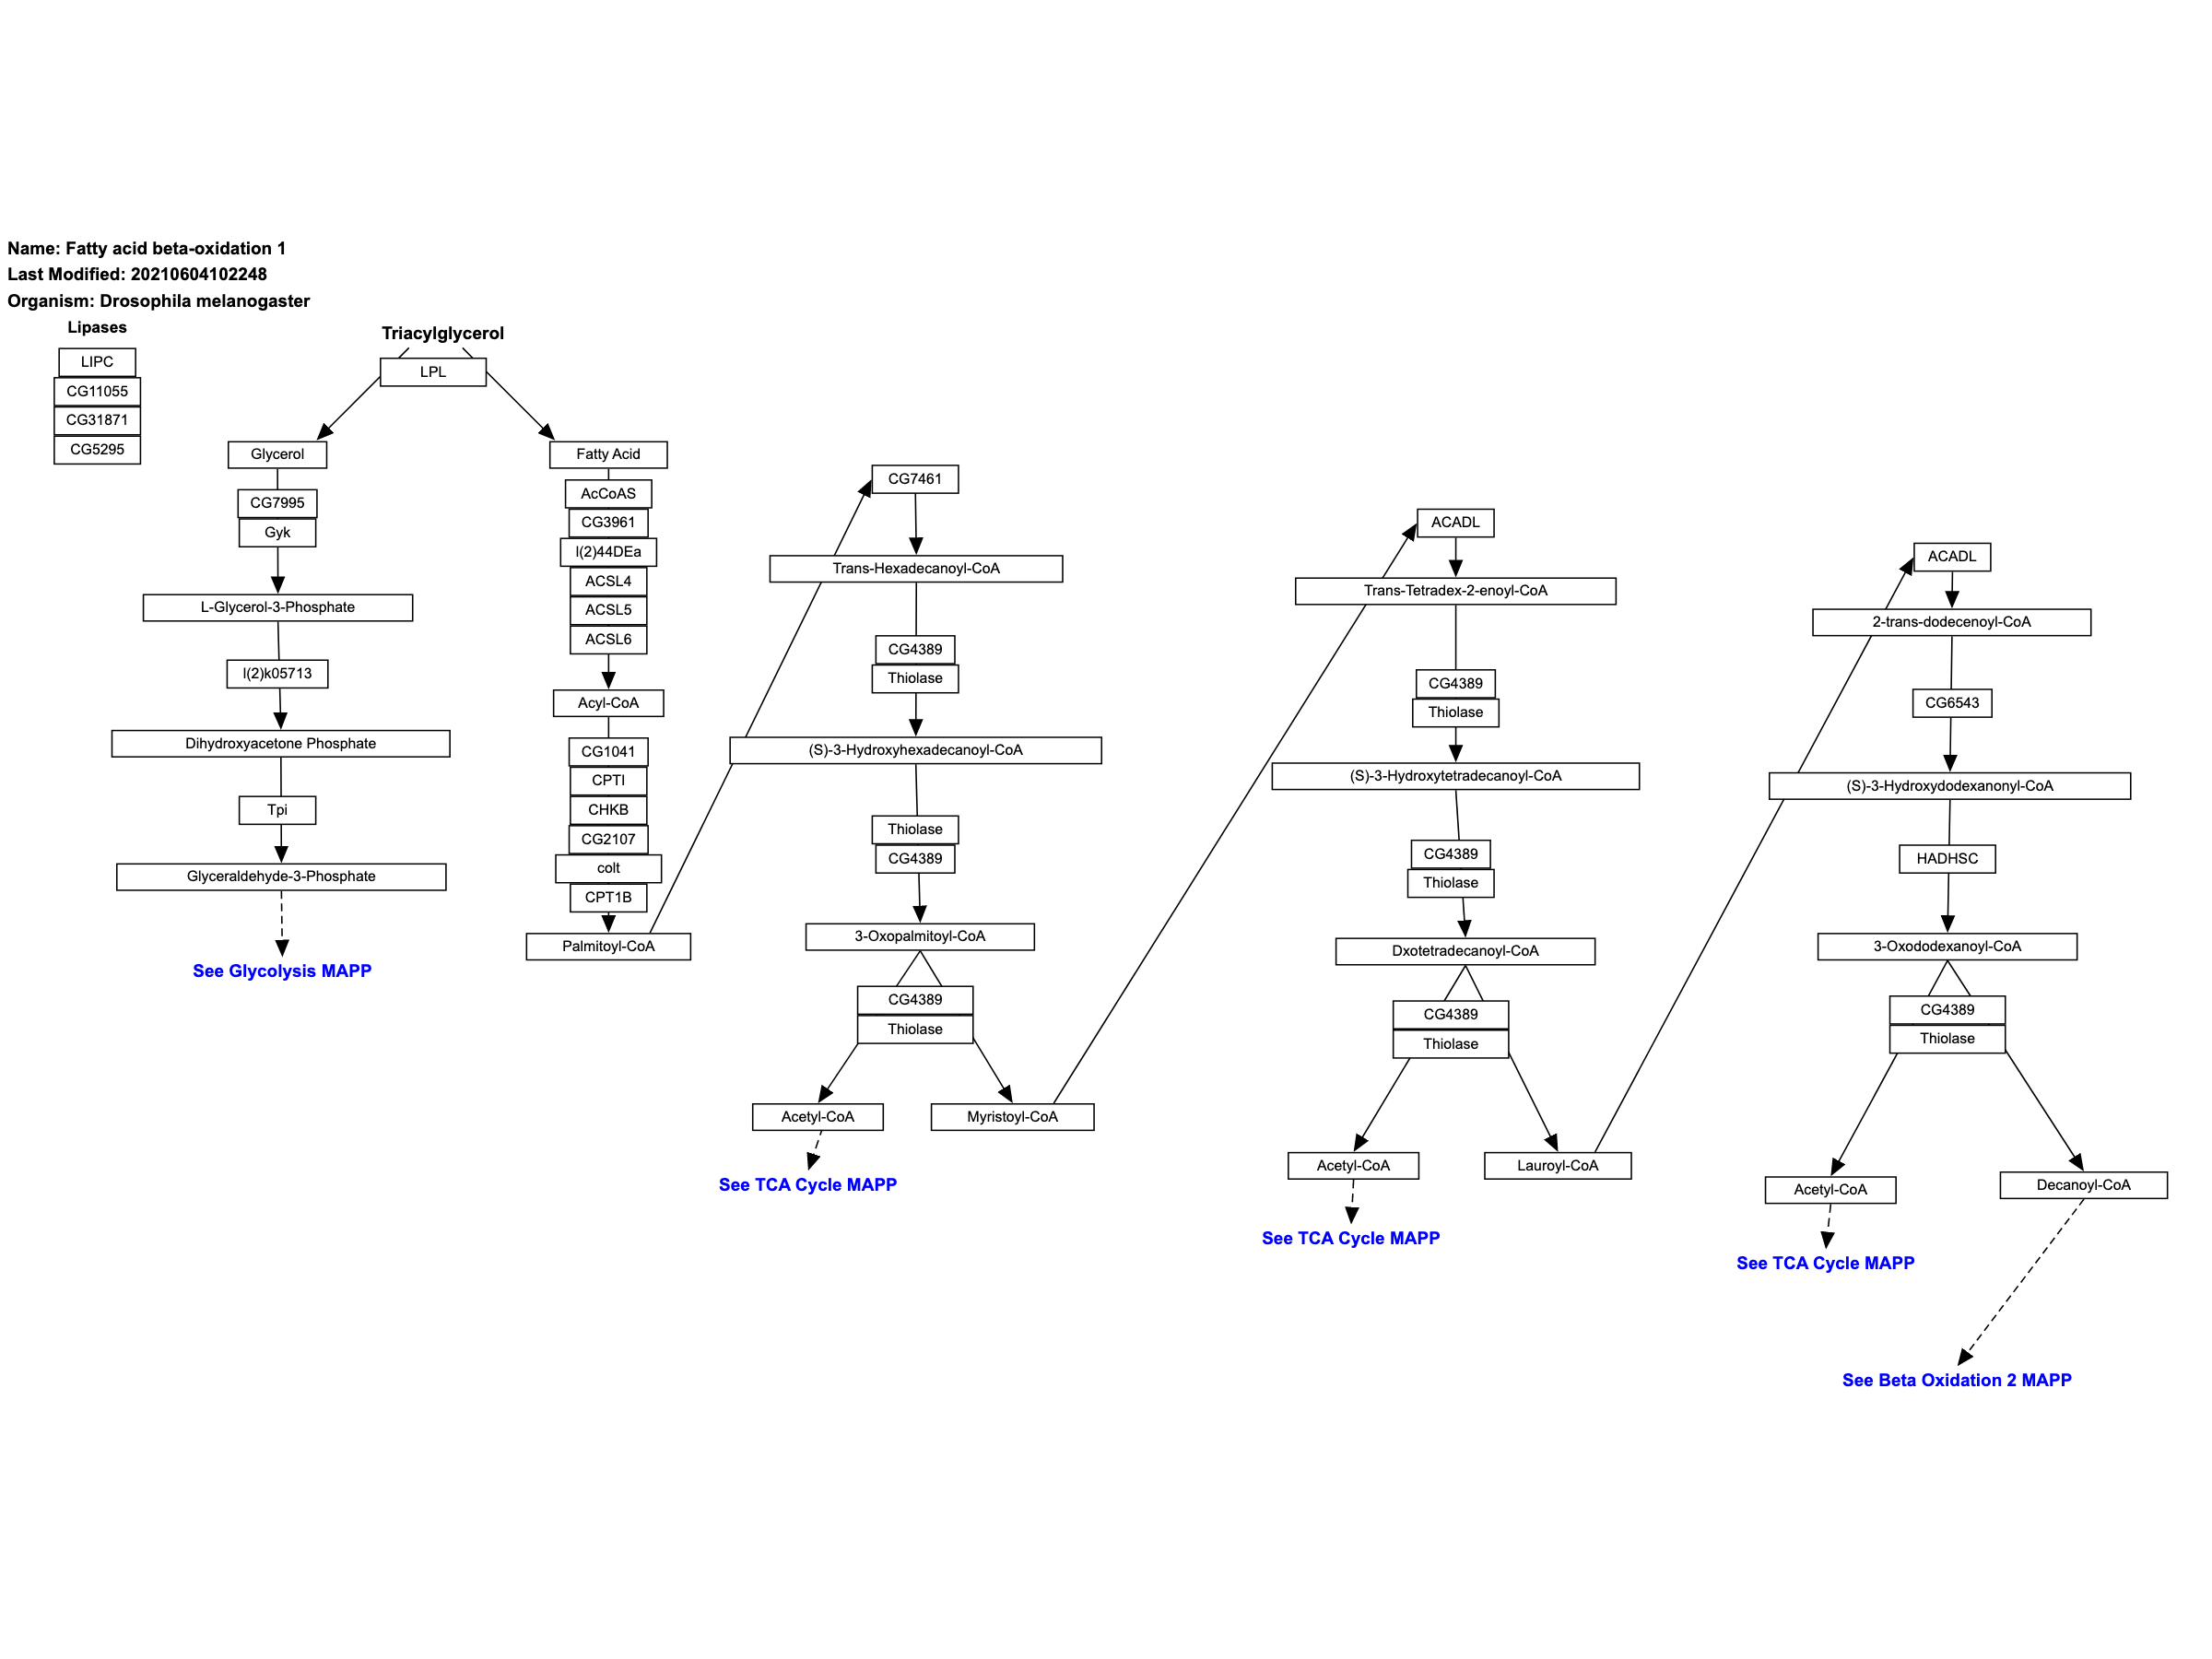 Name: Fatty acid beta-oxidation 1
Last Modified: 20210604102248
Organism: Drosophila melanogaster
Lipases
LIPC
CG11055
CG31871
CG5295
Triacylglycerol
LPL
Glycerol
CG7995
Gyk
L-Glycerol-3-Phosphate
l(2)k05713
Dihydroxyacetone Phosphate
Tpi
Glyceraldehyde-3-Phosphate
See Glycolysis MAPP
Fatty Acid
AcCoAS
CG3961
l(2)44DEa
ACSL4
ACSL5
ACSL6
Acyl-CoA
CG1041
CPTI
CHKB
CG2107
colt
CPT1B
Palmitoyl-CoA
CG7461
Trans-Hexadecanoyl-CoA
CG4389
Thiolase
(S)-3-Hydroxyhexadecanoyl-CoA
Thiolase
CG4389
3-Oxopalmitoyl-CoA
CG4389
Thiolase
Acetyl-CoA
Myristoyl-CoA
See TCA Cycle MAPP
ACADL
Trans-Tetradex-2-enoyl-CoA
CG4389
Thiolase
(S)-3-Hydroxytetradecanoyl-CoA
CG4389
Thiolase
Dxotetradecanoyl-CoA
CG4389
Thiolase
Acetyl-CoA
Lauroyl-CoA
See TCA Cycle MAPP
ACADL
2-trans-dodecenoyl-CoA
CG6543
(S)-3-Hydroxydodexanonyl-CoA
HADHSC
3-Oxododexanoyl-CoA
CG4389
Thiolase
Acetyl-CoA
Decanoyl-CoA
See TCA Cycle MAPP
See Beta Oxidation 2 MAPP